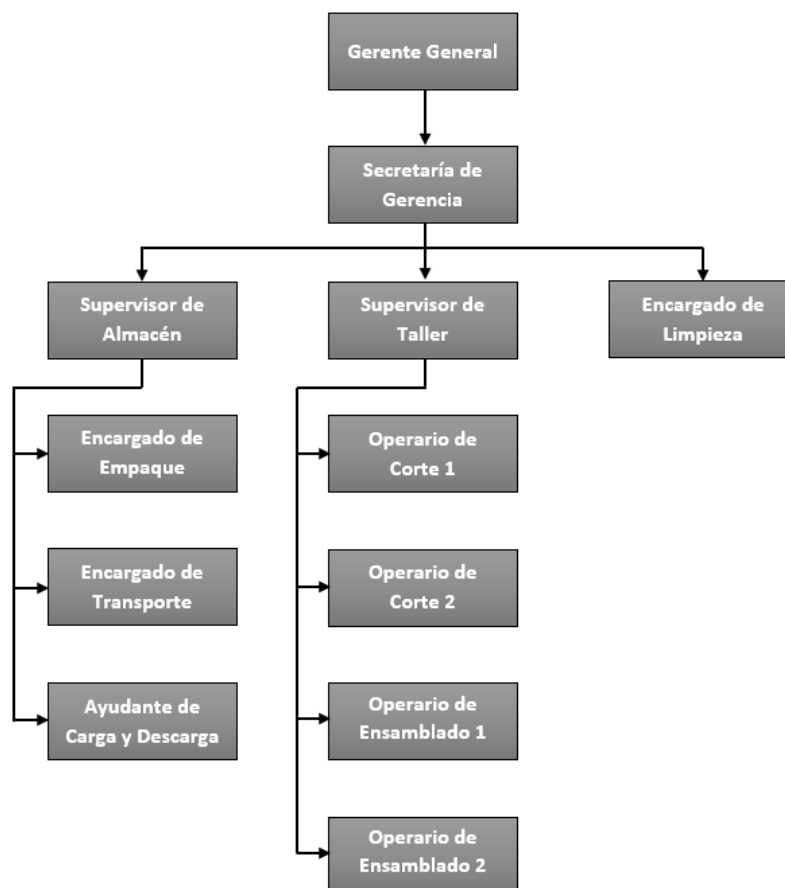 Gerente General
Secretaría de
Gerencia
Supervisor de
Almacén
Supervisor de
Taller
Encargado de
Limpieza
Encargado de
Empaque
Operario de
Corte 1
Encargado de
Transporte
Operario de
Corte 2
Ayudante de
Carga y Descarga
Operario de
Ensamblado 1
Operario de
Ensamblado 2